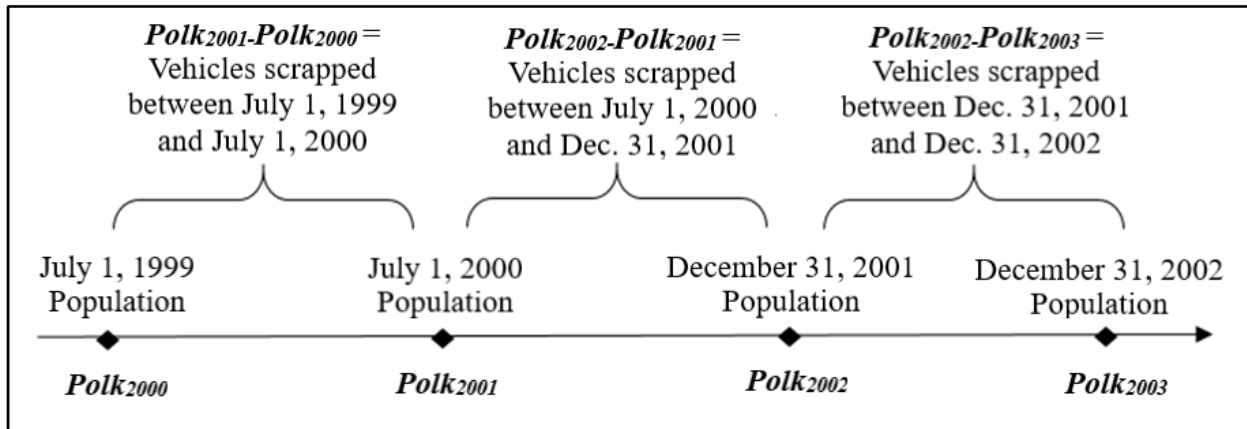 Polk2001-Polk2000 =
Vehicles scrapped
between July 1, 1999
and July 1, 2000
Polk2002-Polk2001 =
Vehicles scrapped
between July 1, 2000
and Dec. 31, 2001
Polk2002-Polk2003 =
Vehicles scrapped
between Dec. 31, 2001
and Dec. 31, 2002
July 1, 1999
Population
July 1, 2000
Population
December 31, 2001
Population
December 31, 2002
Population
Polk2000
Polk2001
Polk2002
Polk2003